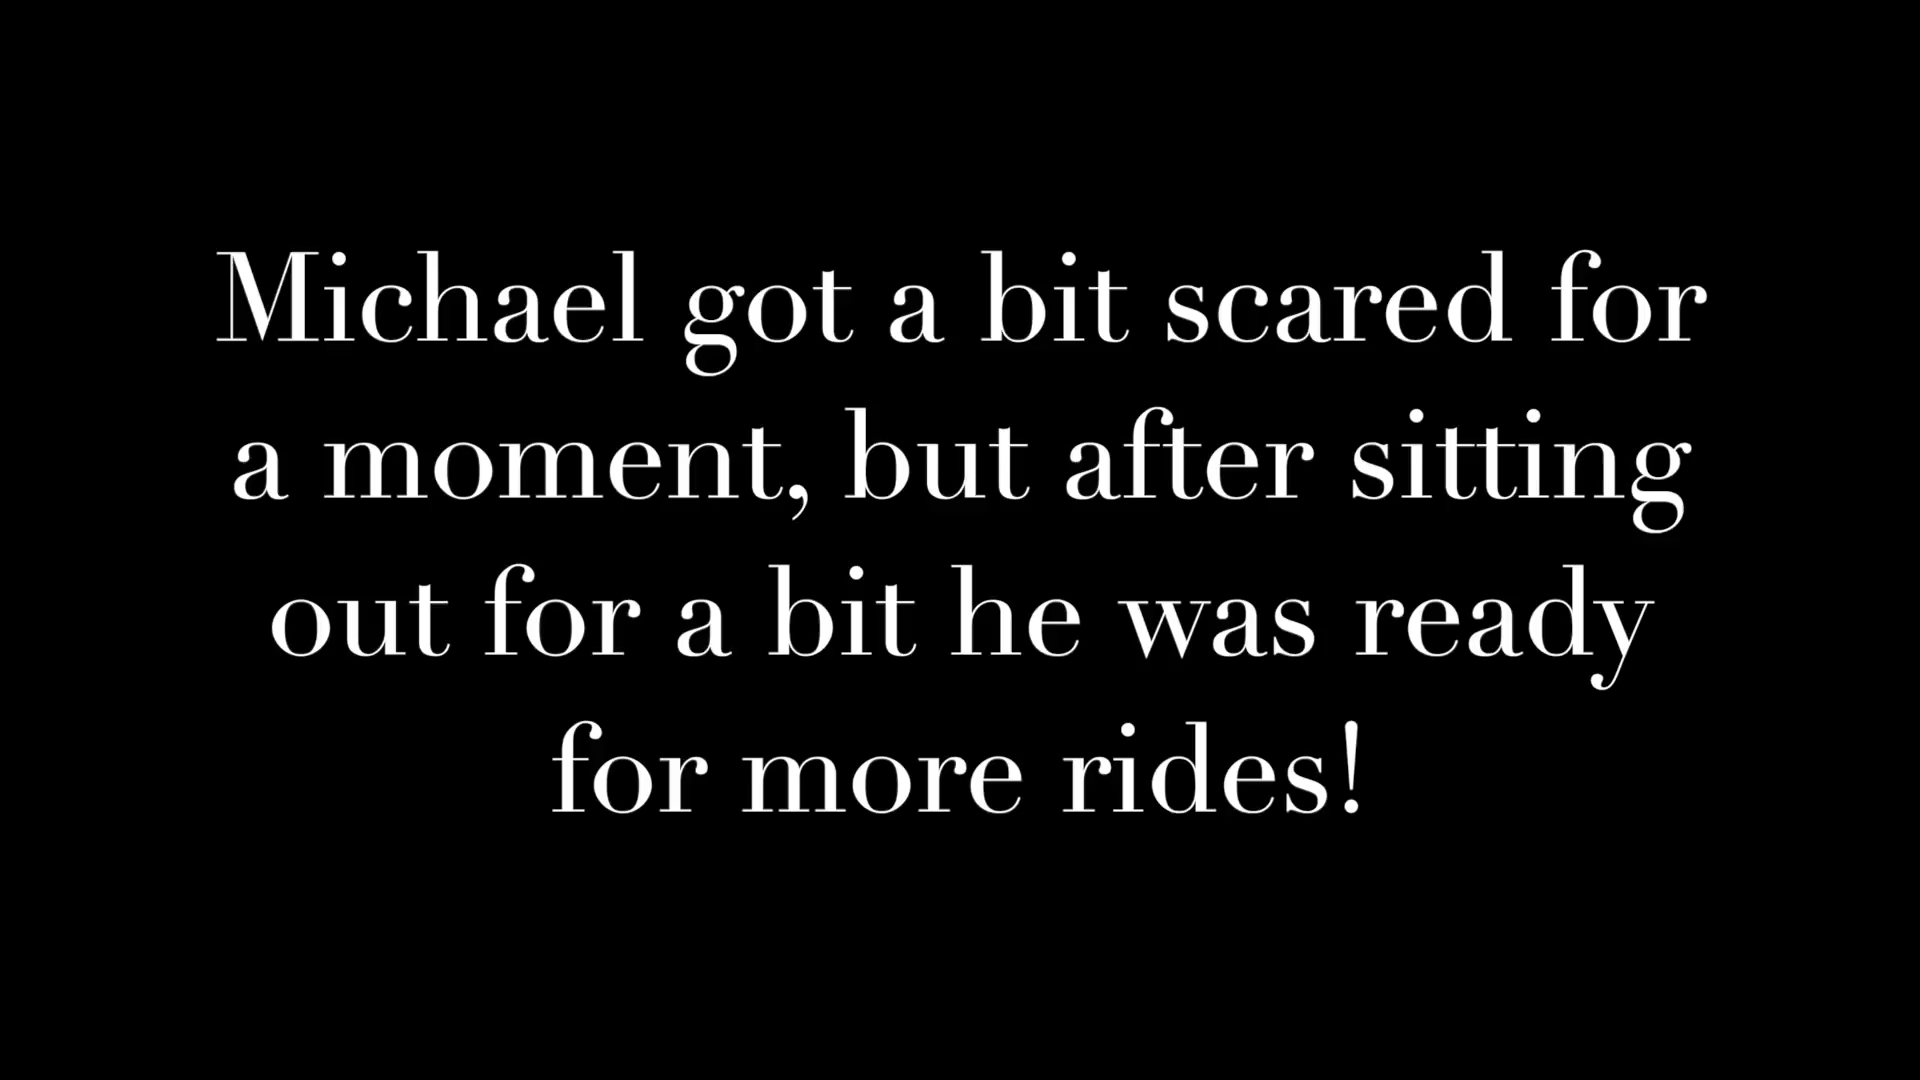 Michael got a bit scared for
a moment, but after sitting
out for a bit he was ready
for more rides!